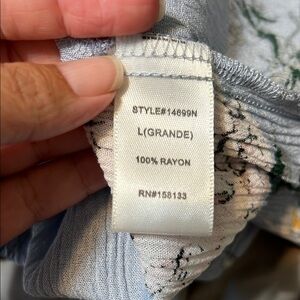 STYLE#14699N
L(GRANDE)
100% RAYON
RN#158133